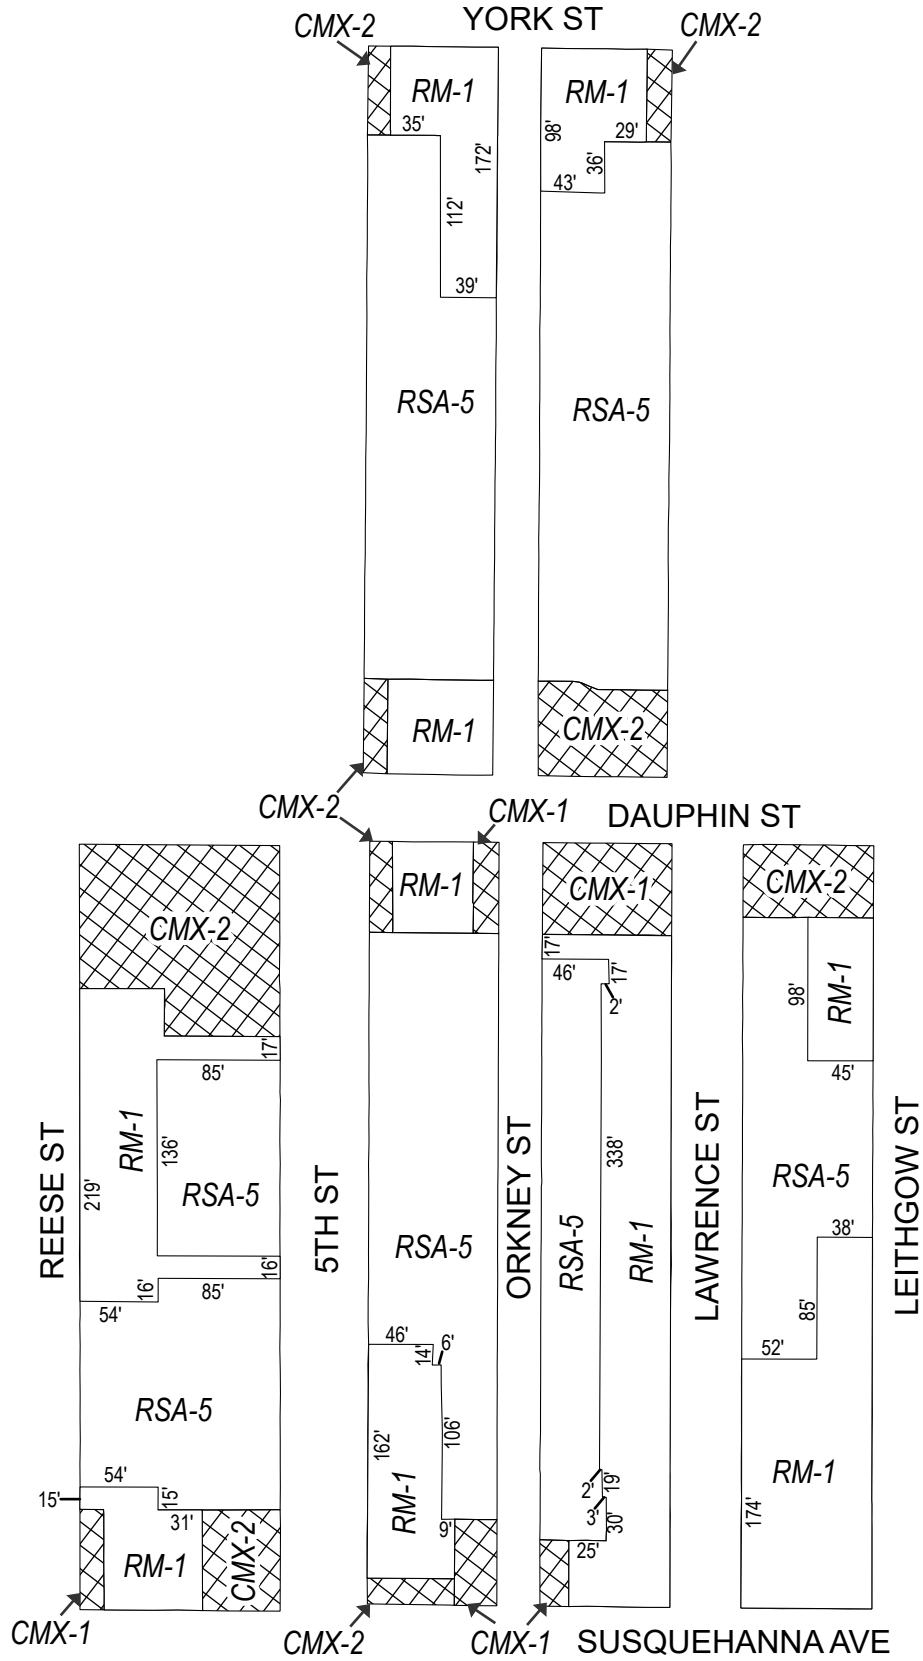 YORK ST
CMX-2
CMX-2
RM-1
RM-1
35'
172'
98'
29'
36'
43'
112'
39'
RSA-5
RSA-5
RM-1
CMX-2
CMX-2
CMX-1
DAUPHIN ST
RM-1
CMX-1
CMX-2
CMX-2
17'
46'
17'
2'
98'
RM-1
17'
85'
45'
REESE ST
219'
RM-1
136'
RSA-5
5TH ST
RSA-5
ORKNEY ST
RSA-5
338'
RM-1
LAWRENCE ST
RSA-5
LEITHGOW ST
38'
16'
16'
85'
54'
85'
46'
6'
14'
52'
RSA-5
162'
106'
RM-1
54'
15'
15'
31'
RM-1
9'
2'
19'
3'
30'
25'
174'
RM-1
CMX-2
CMX-1
CMX-2
CMX-1
SUSQUEHANNA AVE